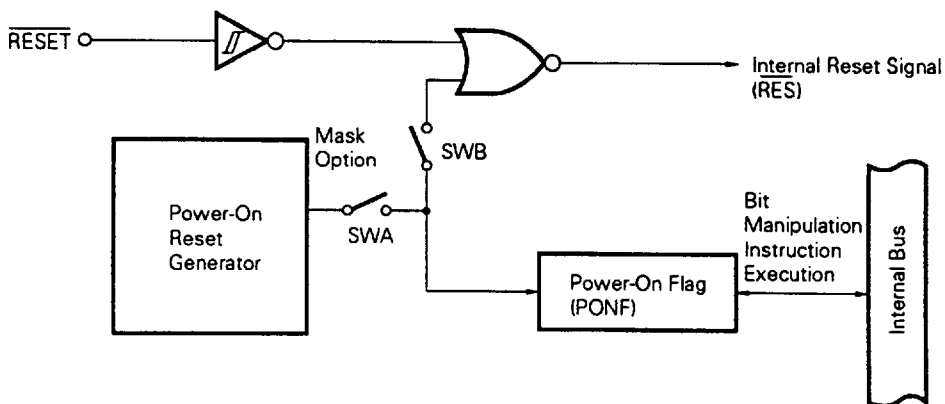 RESET
Internal Reset Signal
(RES)
Mask
Option
SWB
Power-On
Reset
Generator
SWA
Bit
Manipulation
Instruction
Execution
Power-On Flag
(PONF)
Internal Bus